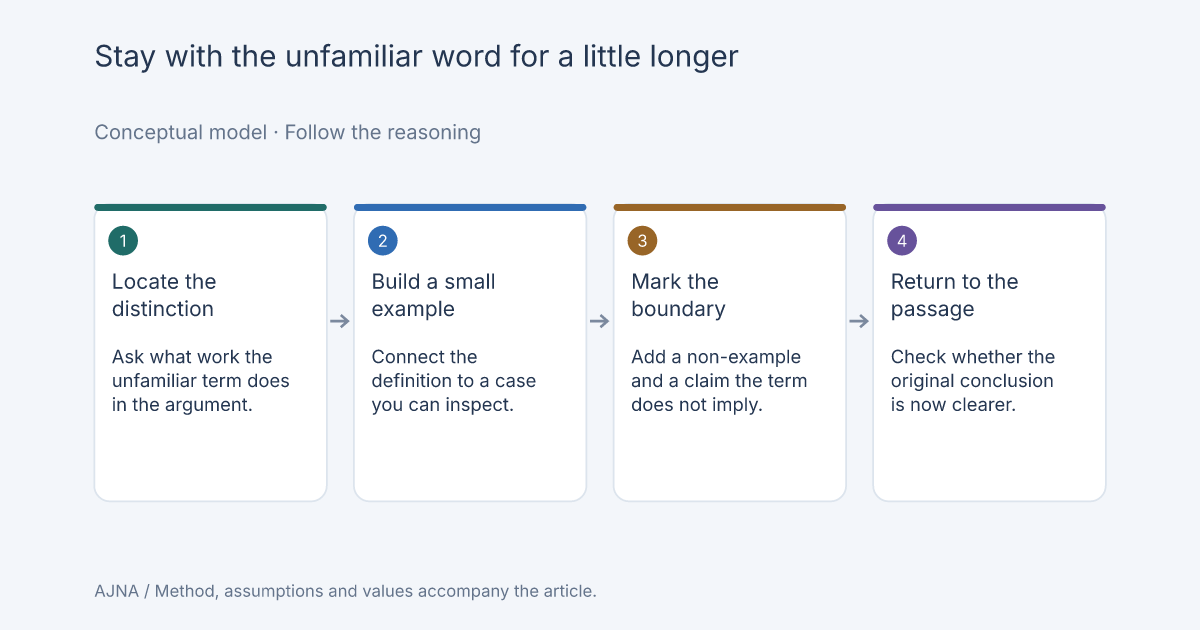 Stay with the unfamiliar word for a little longer
Conceptual model · Follow the reasoning
1
Locate the
distinction
Ask what work the
unfamiliar term does
in the argument.
→
2
Build a small
example
Connect the
definition to a case
you can inspect.
→
3
Mark the
boundary
Add a non-example
and a claim the term
does not imply.
→
4
Return to the
passage
Check whether the
original conclusion
is now clearer.
AJNA / Method, assumptions and values accompany the article.